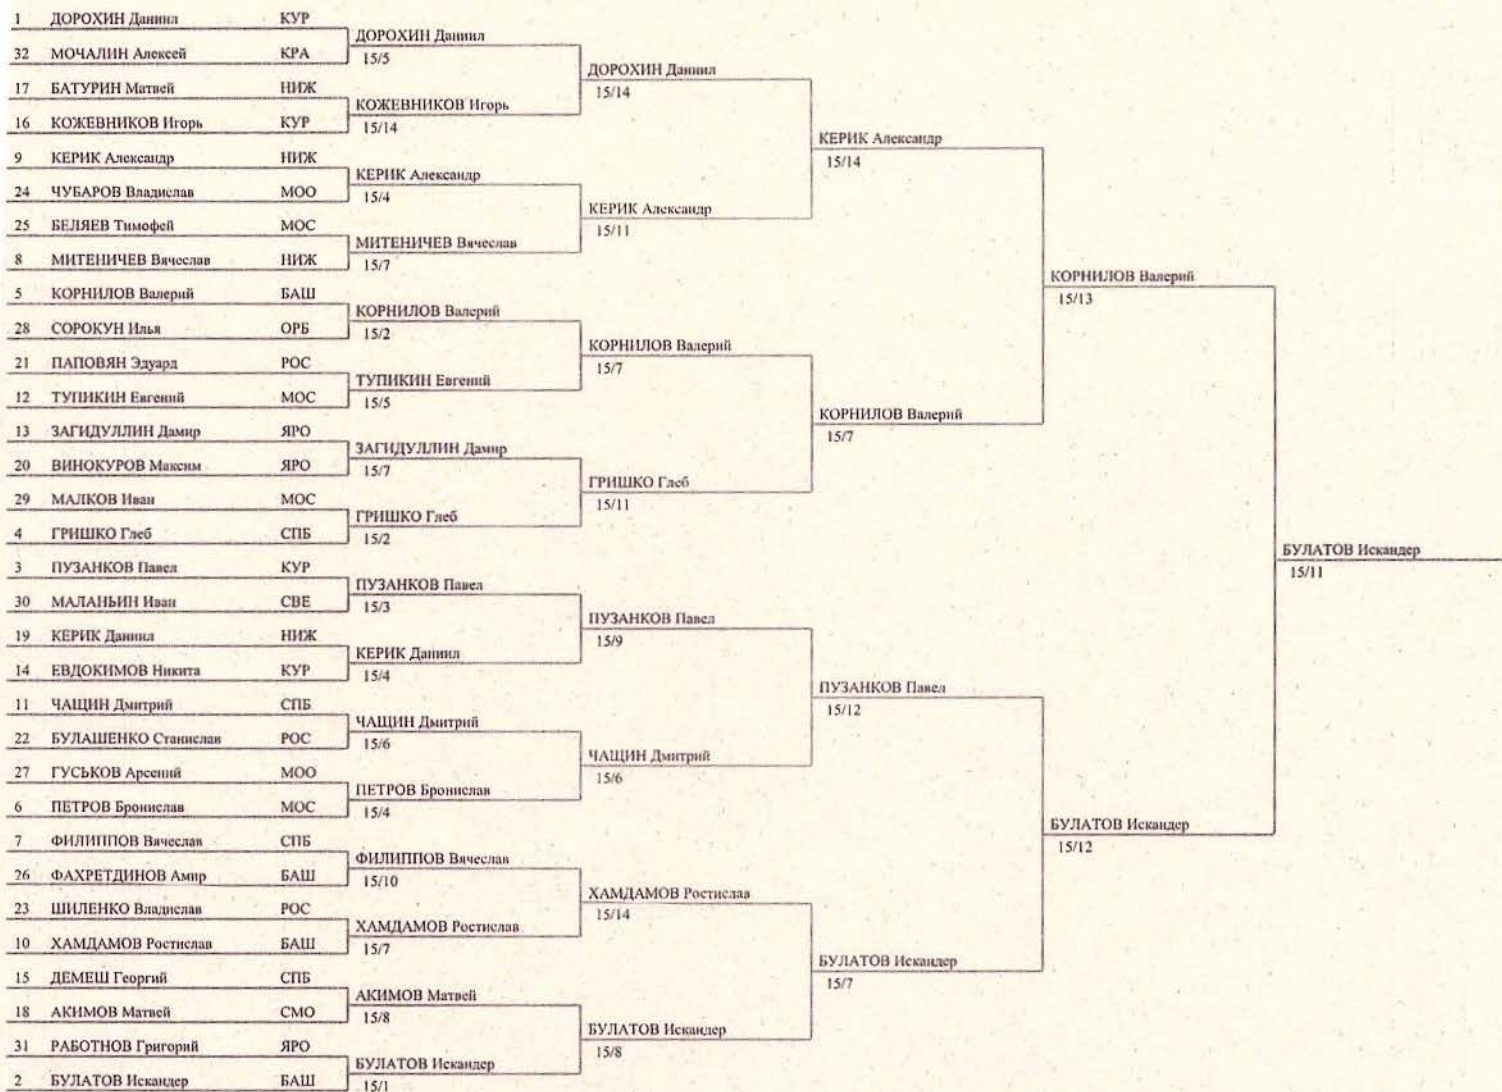 1 ДОРОХИН Даниил КУР
32 МОЧАЛИН Алексей КРА
17 БАТУРИН Матвей НИЖ
16 КОЖЕВНИКОВ Игорь КУР
9 КЕРИК Александр НИЖ
24 ЧУБАРОВ Владислав МОО
25 БЕЛЯЕВ Тимофей МОС
8 МИТЕНИЧЕВ Вячеслав НИЖ
5 КОРНИЛОВ Валерий БАШ
28 СОРОКУН Илья ОРБ
21 ПАПОВЯН Эдуард РОС
12 ТУПИКИН Евгений МОС
13 ЗАГИДУЛЛИН Дамир ЯРО
20 ВИНОКУРОВ Максим ЯРО
29 МАЛКОВ Иван МОС
4 ГРИШКО Глеб СПБ
3 ПУЗАНКОВ Павел КУР
30 МАЛАНЬИН Иван СВЕ
19 КЕРИК Даниил НИЖ
14 ЕВДОКИМОВ Никита КУР
11 ЧАЩИН Дмитрий СПБ
22 БУЛАШЕНКО Станислав РОС
27 ГУСЬКОВ Арсений МОО
6 ПЕТРОВ Бронислав МОС
7 ФИЛИППОВ Вячеслав СПБ
26 ФАХРЕТДИНОВ Амир БАШ
23 ШИЛЕНКО Владислав РОС
10 ХАМДАМОВ Ростислав БАШ
15 ДЕМЕШ Георгий СПБ
18 АКИМОВ Матвей СМО
31 РАБОТНОВ Григорий ЯРО
2 БУЛАТОВ Искандер БАШ
ДОРОХИН Даниил
15/5
КОЖЕВНИКОВ Игорь
15/14
КЕРИК Александр
15/4
МИТЕНИЧЕВ Вячеслав
15/7
КОРНИЛОВ Валерий
15/2
ТУПИКИН Евгений
15/5
ЗАГИДУЛЛИН Дамир
15/7
ГРИШКО Глеб
15/2
ПУЗАНКОВ Павел
15/3
КЕРИК Даниил
15/4
ЧАЩИН Дмитрий
15/6
ПЕТРОВ Бронислав
15/4
ФИЛИППОВ Вячеслав
15/10
ХАМДАМОВ Ростислав
15/7
АКИМОВ Матвей
15/8
БУЛАТОВ Искандер
15/1
ДОРОХИН Даниил
15/14
КЕРИК Александр
15/11
КОРНИЛОВ Валерий
15/7
ГРИШКО Глеб
15/11
ПУЗАНКОВ Павел
15/9
ЧАЩИН Дмитрий
15/6
ХАМДАМОВ Ростислав
15/14
БУЛАТОВ Искандер
15/8
КЕРИК Александр
15/14
КОРНИЛОВ Валерий
15/7
ПУЗАНКОВ Павел
15/12
БУЛАТОВ Искандер
15/7
КОРНИЛОВ Валерий
15/13
БУЛАТОВ Искандер
15/12
БУЛАТОВ Искандер
15/11